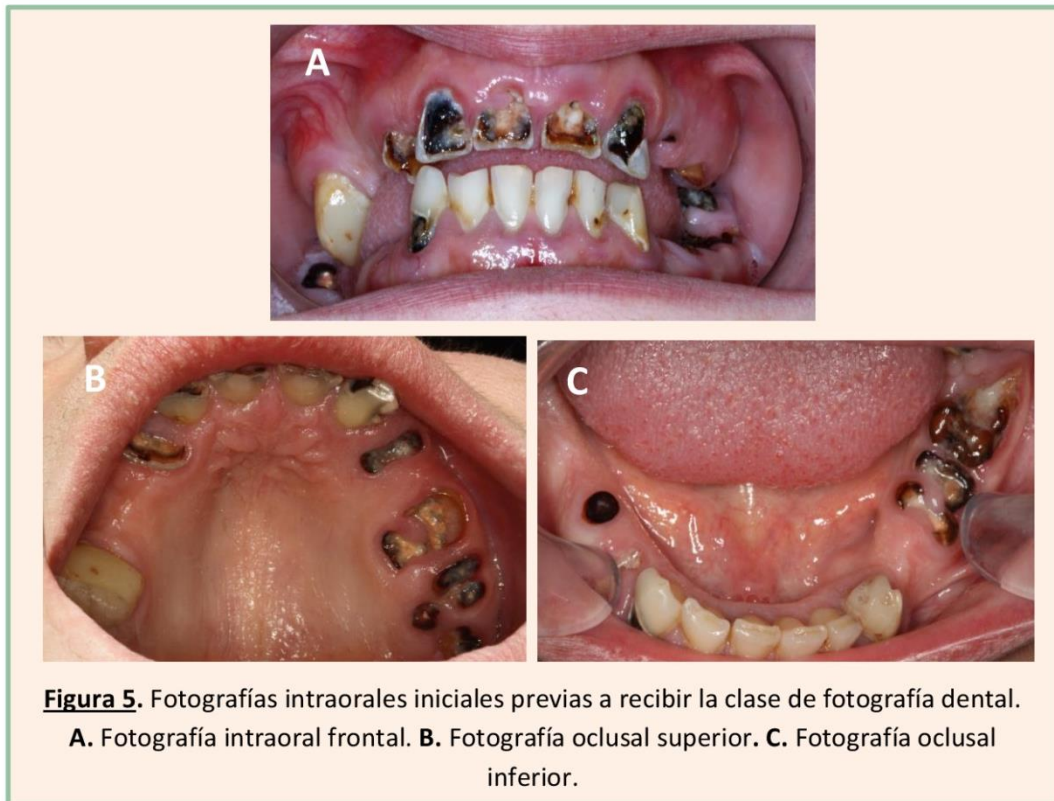 A
B
C
Figura 5. Fotografías intraorales iniciales previas a recibir la clase de fotografía dental.
A. Fotografía intraoral frontal. B. Fotografía oclusal superior. C. Fotografía oclusal
inferior.